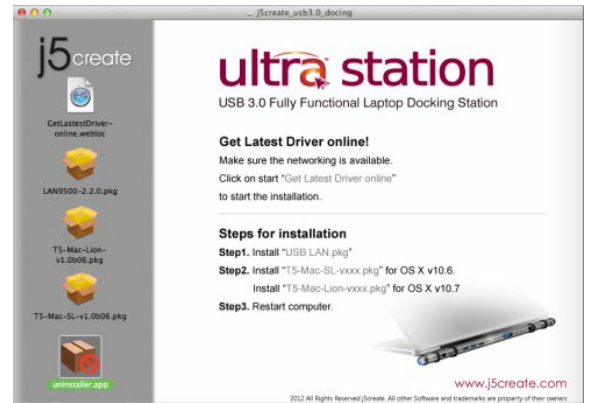 j5create_usb3.0_docing
j5create
GetLastestDriver-
online.webloc
LAN9500-2.2.0.pkg
T5-Mac-Lion-
v1.0b06.pkg
T5-Mac-SL-v1.0b06.pkg
uninstaller.app
ultra station
USB 3.0 Fully Functional Laptop Docking Station
Get Latest Driver online!
Make sure the networking is available.
Click on start "Get Latest Driver online"
to start the installation.
Steps for installation
Step1. Install "USB LAN.pkg"
Step2. Install "T5-Mac-SL-vxxx.pkg" for OS X v10.6.
Install "T5-Mac-Lion-vxxx.pkg" for OS X v10.7
Step3. Restart computer.
www.j5create.com
2012 All Rights Reserved j5create. All other Software and trademarks are property of their owners